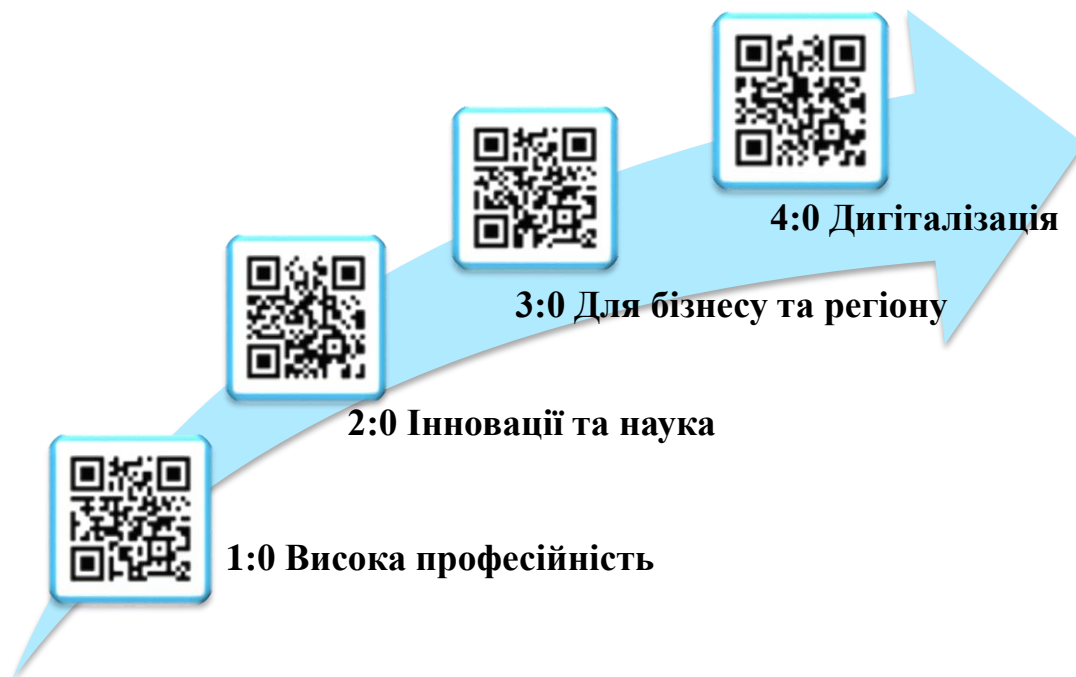 4:0 Дигіталізація
3:0 Для бізнесу та регіону
2:0 Інновації та наука
1:0 Висока професійність